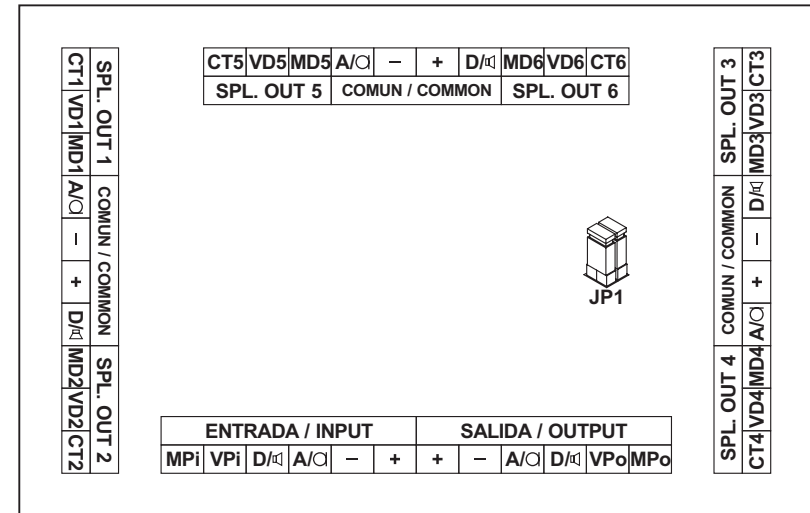 CT5 VD5 MD5 A/ − + D/ MD6 VD6 CT6
SPL. OUT 5 COMUN / COMMON SPL. OUT 6
CT1 VD1 MD1 A/ − + D/ MD2 VD2 CT2
SPL. OUT 1 COMUN / COMMON SPL. OUT 2
JP1
SPL. OUT 4 COMUN / COMMON SPL. OUT 3
CT4 VD4 MD4 A/ + − D/ MD3 VD3 CT3
ENTRADA / INPUT SALIDA / OUTPUT
MPi VPi D/ A/ − + + − A/ D/ VPo MPo